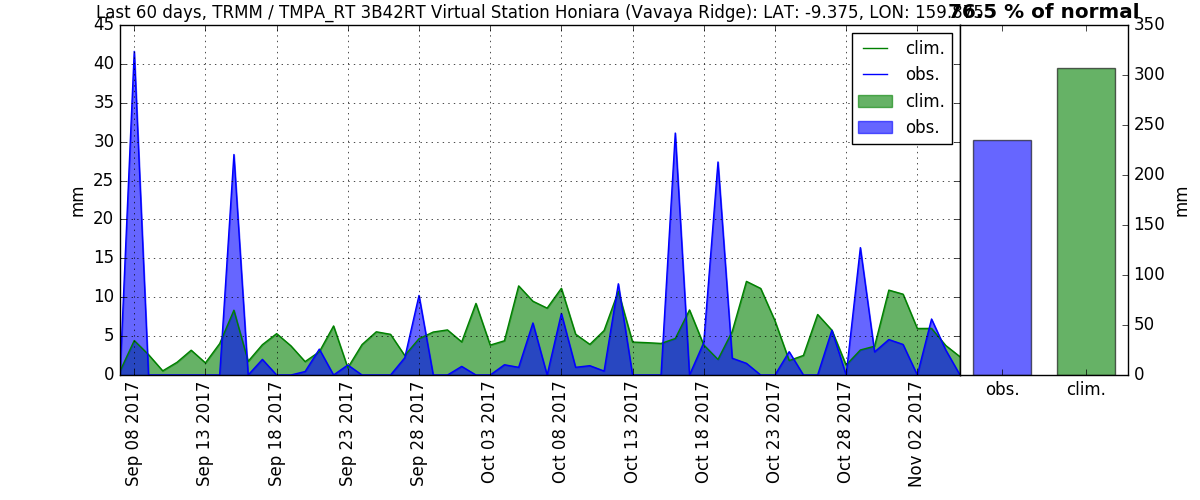 Last 60 days, TRMM / TMPA_RT 3B42RT Virtual Station Honiara (Vavaya Ridge): LAT: -9.375, LON:
76.5 % of normal
45
40
35
30
25
20
15
10
5
0
mm
clim.
obs.
clim.
obs.
350
300
250
200
150
100
50
0
mm
obs.
clim.
Sep 08 2017
Sep 13 2017
Sep 18 2017
Sep 23 2017
Sep 28 2017
Oct 03 2017
Oct 08 2017
Oct 13 2017
Oct 18 2017
Oct 23 2017
Oct 28 2017
Nov 02 2017